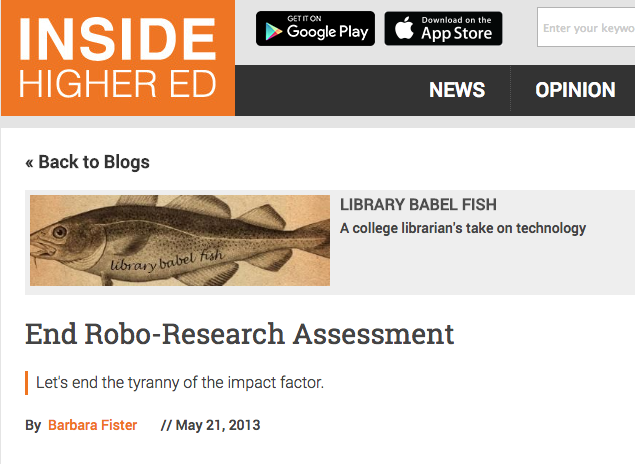 INSIDE
HIGHER ED
GET IT ON
Google Play
Download on the
App Store
Enter your keywo
NEWS
OPINION
« Back to Blogs
library babel fish
LIBRARY BABEL FISH
A college librarian's take on technology
End Robo-Research Assessment
Let's end the tyranny of the impact factor.
By Barbara Fister // May 21, 2013